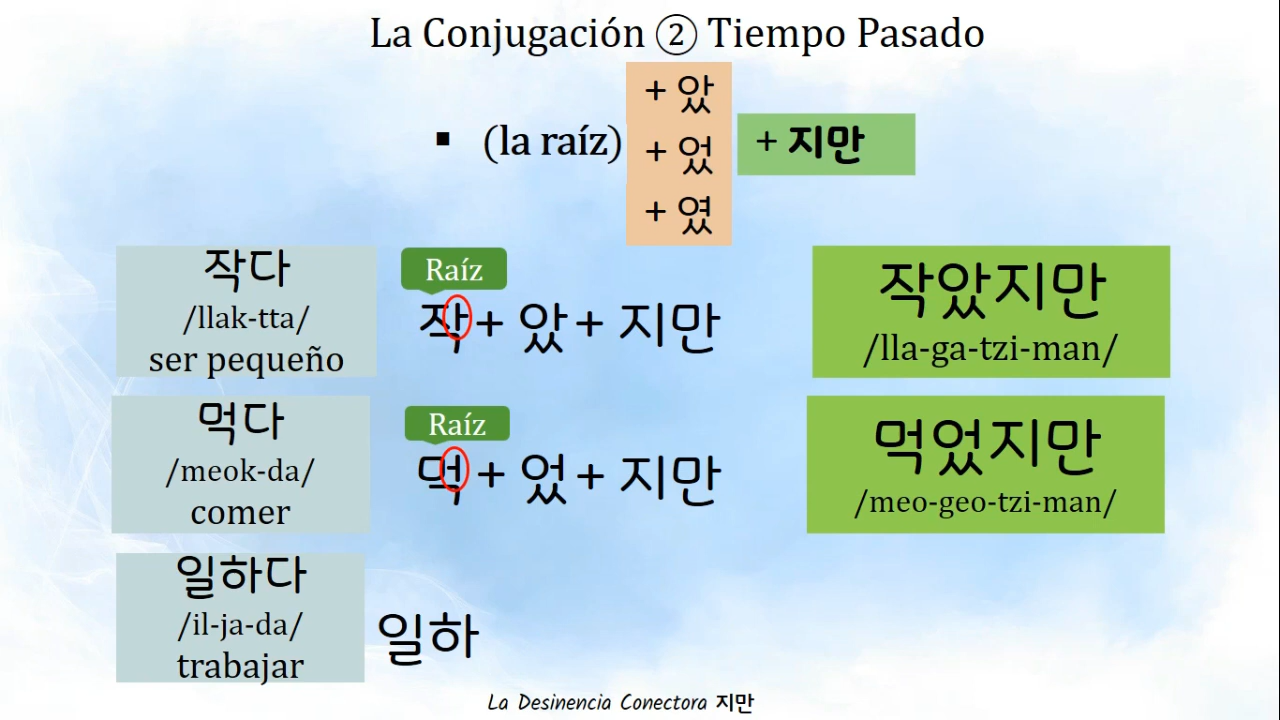 La Conjugación ② Tiempo Pasado
+ 았
▪ (la raíz) + 었 + 지만
+ 였
작다
/llak-tta/
ser pequeño
Raíz
작 + 았 + 지만
작았지만
/lla-ga-tzi-man/
먹다
/meok-da/
comer
Raíz
먹 + 었 + 지만
먹었지만
/meo-geo-tzi-man/
일하다
/il-ja-da/
trabajar
일하
La Desinencia Conectora 지만